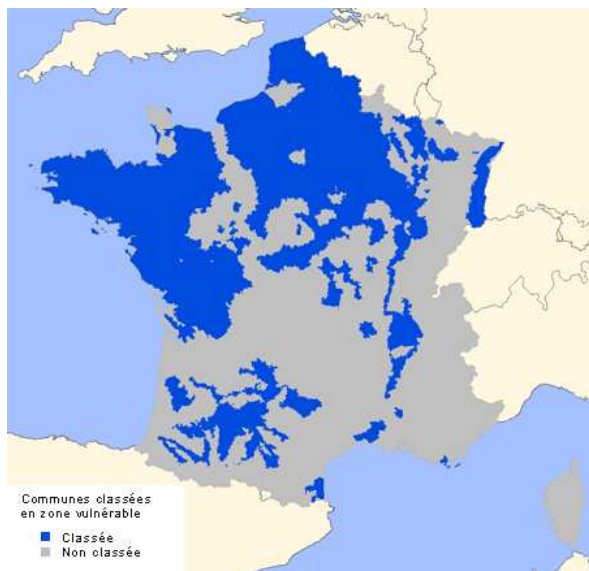 Communes classées
en zone vulnérable
Classée
Non classée